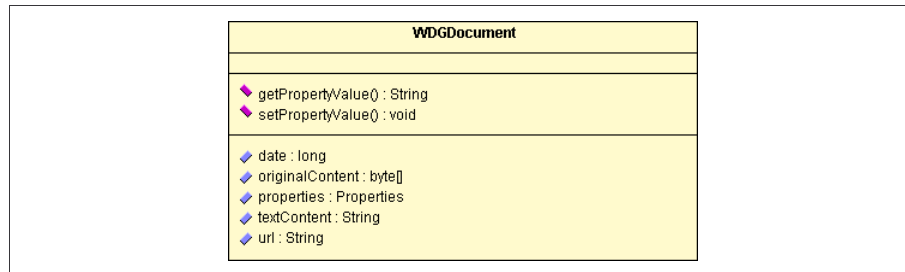 WDGDocument
getPropertyValue() : String
setPropertyValue() : void
date : long
originalContent : byte[]
properties : Properties
textContent : String
url : String